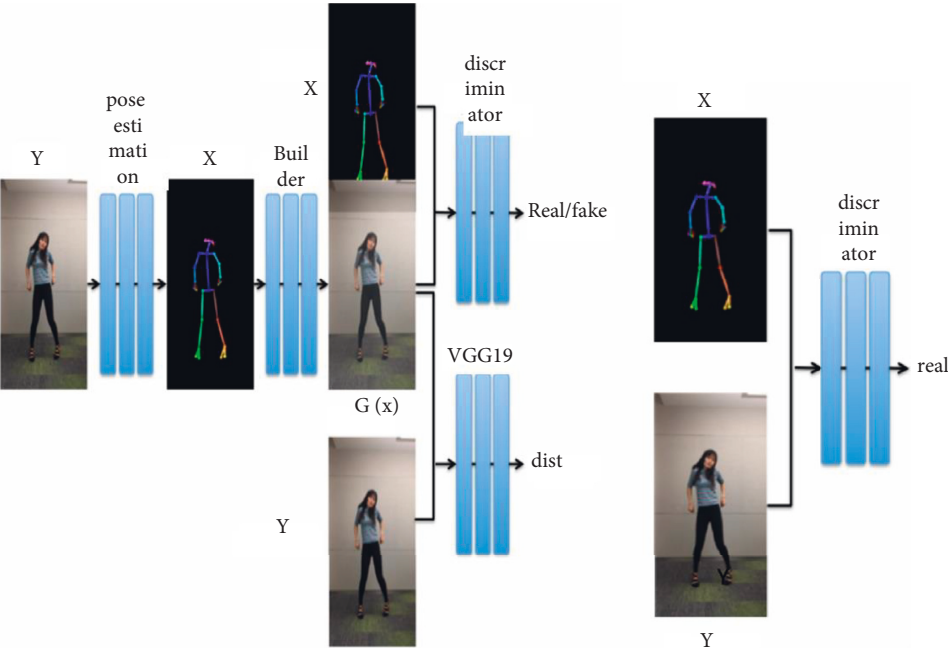 Y
pose
esti
mati
on
X
Buil
der
X
G (x)
Y
discr
imin
ator
Real/fake
VGG19
dist
X
Y
Y
discr
imin
ator
real